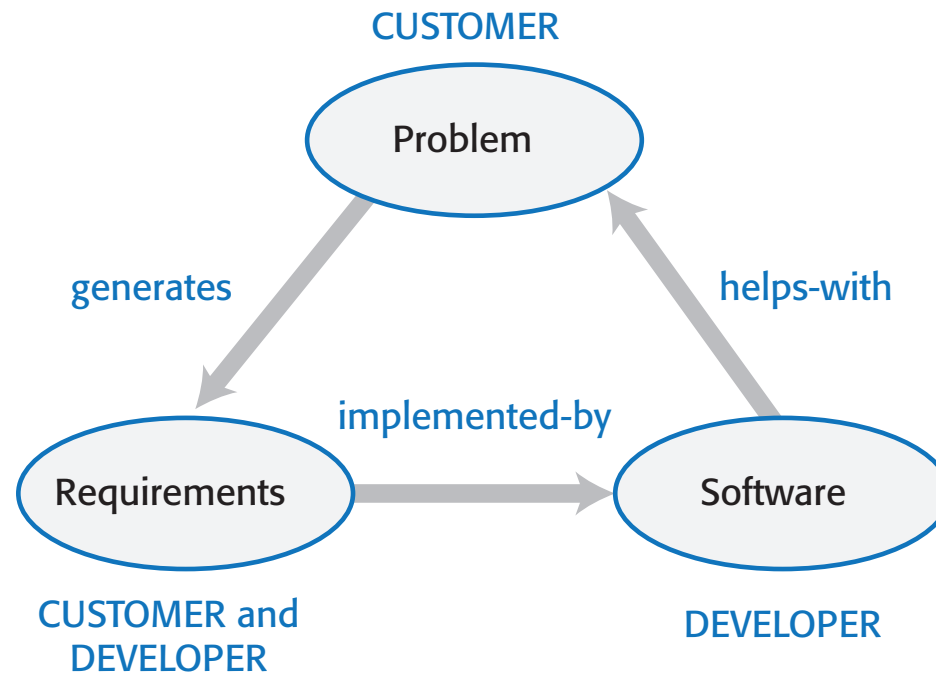 CUSTOMER
Problem
generates
helps-with
implemented-by
Requirements
Software
CUSTOMER and
DEVELOPER
DEVELOPER